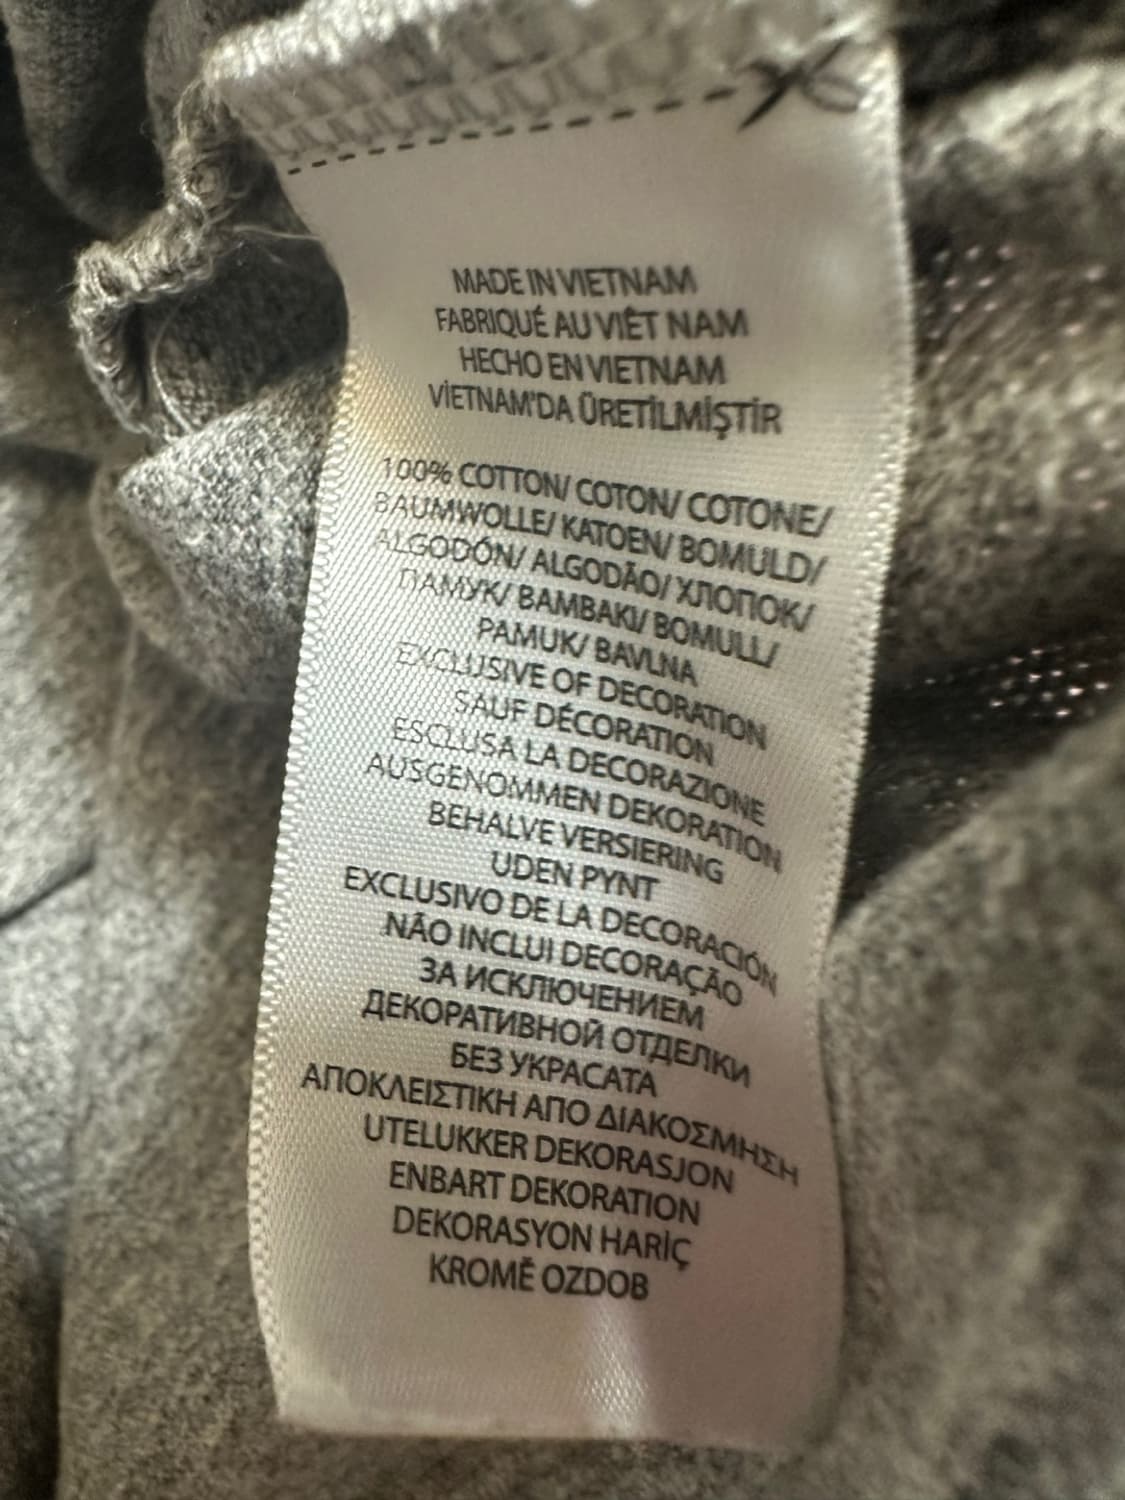 MADE IN VIETNAM
FABRIQUÉ AU VIÊT NAM
HECHO EN VIETNAM
VİETNAM'DA ÜRETİLMİŞTİR
100% COTTON/ COTON/ COTONE/
BAUMWOLLE/ KATOEN/ BOMULD/
ALGODÓN/ ALGODÃO/ ХЛОПОК/
ПАМУК/ ΒΑΜΒΑΚΙ/ BOMULL/
PAMUK/ BAVLNA
EXCLUSIVE OF DECORATION
SAUF DÉCORATION
ESCLUSA LA DECORAZIONE
AUSGENOMMEN DEKORATION
BEHALVE VERSIERING
UDEN PYNT
EXCLUSIVO DE LA DECORACIÓN
NÃO INCLUI DECORAÇÃO
ЗА ИСКЛЮЧЕНИЕМ
ДЕКОРАТИВНОЙ ОТДЕЛКИ
БЕЗ УКРАСАТА
ΑΠΟΚΛΕΙΣΤΙΚΗ ΑΠΟ ΔΙΑΚΟΣΜΗΣΗ
UTELUKKER DEKORASJON
ENBART DEKORATION
DEKORASYON HARİÇ
KROMĚ OZDOB